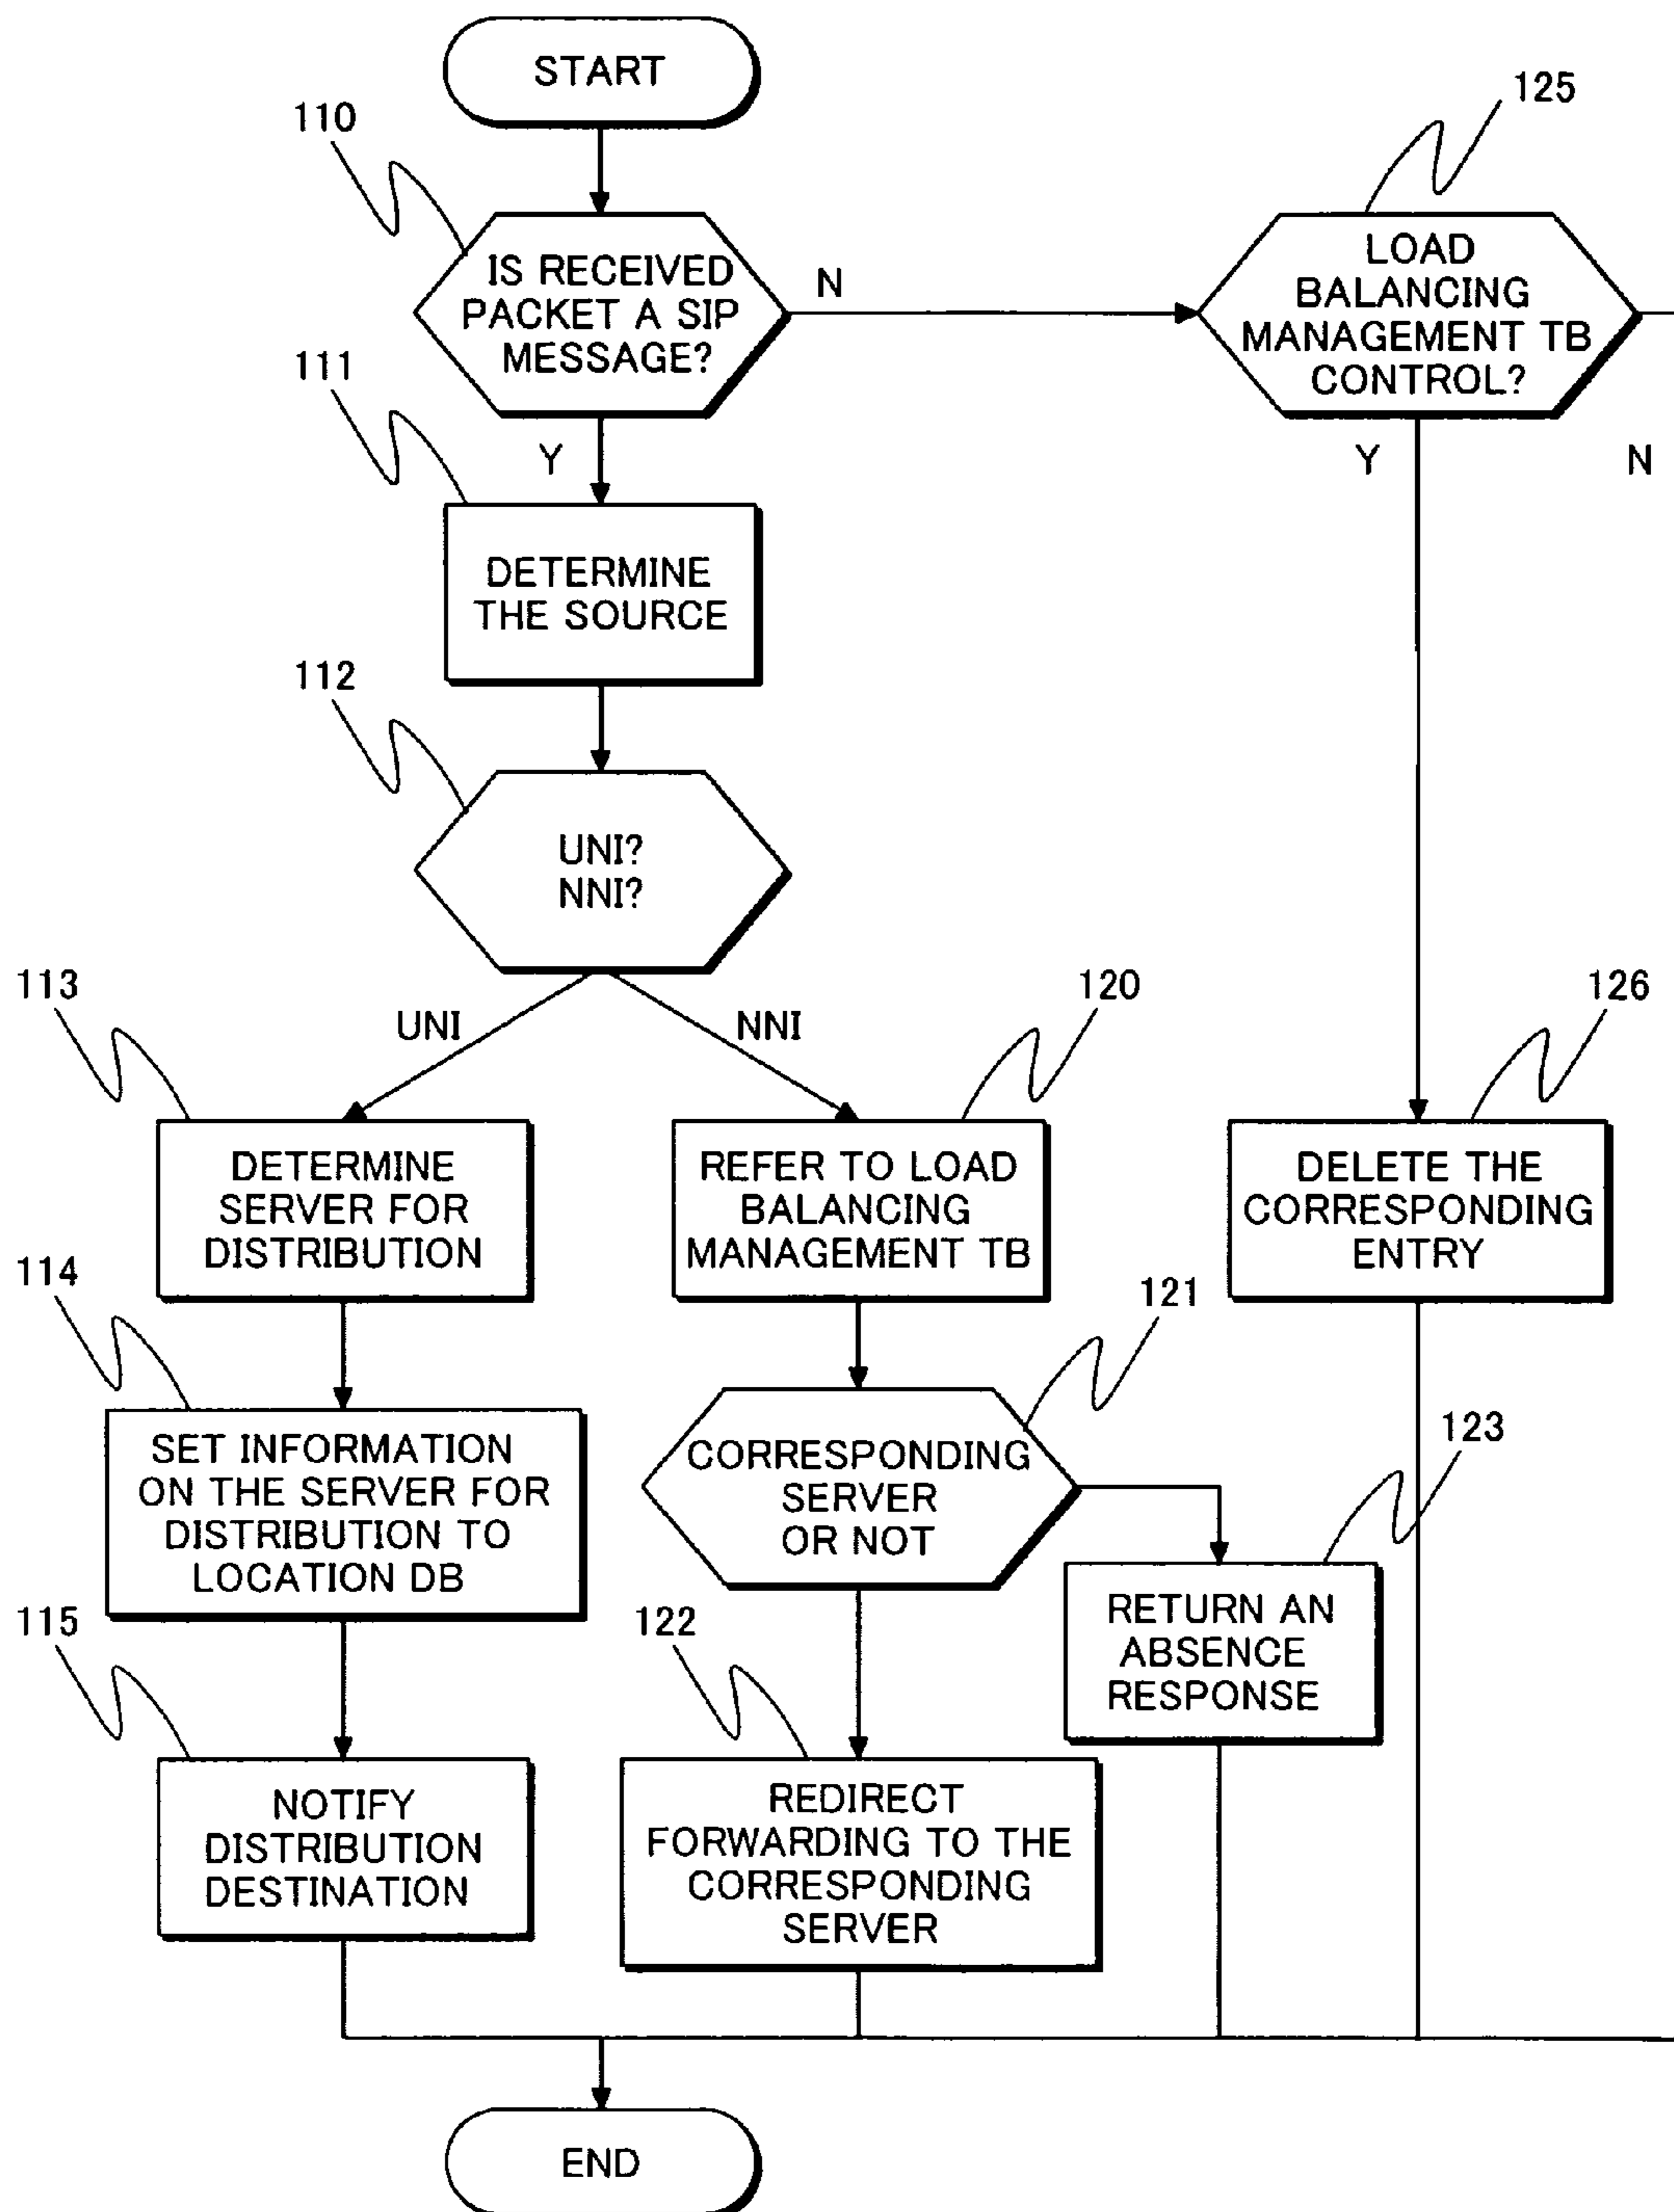 START
110
IS RECEIVED
PACKET A SIP
MESSAGE?
N
125
LOAD
BALANCING
MANAGEMENT TB
CONTROL?
Y
N
111
Y
DETERMINE
THE SOURCE
112
UNI?
NNI?
UNI
NNI
113
DETERMINE
SERVER FOR
DISTRIBUTION
120
REFER TO LOAD
BALANCING
MANAGEMENT TB
126
DELETE THE
CORRESPONDING
ENTRY
114
SET INFORMATION
ON THE SERVER FOR
DISTRIBUTION TO
LOCATION DB
121
CORRESPONDING
SERVER
OR NOT
123
RETURN AN
ABSENCE
RESPONSE
115
NOTIFY
DISTRIBUTION
DESTINATION
122
REDIRECT
FORWARDING TO THE
CORRESPONDING
SERVER
END